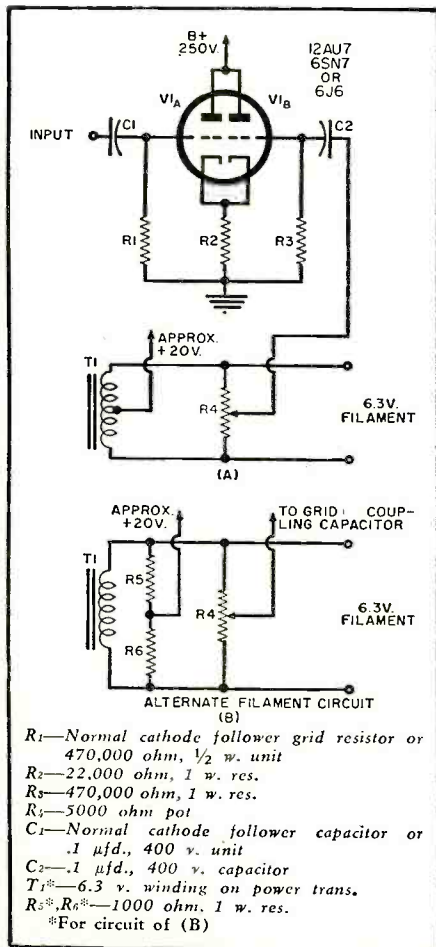 B+
250V.
12AU7
6SN7
OR
6J6
V1A
V1B
INPUT
C1
C2
R1
R2
R3
APPROX.
+20V.
T1
R4
6.3V.
FILAMENT
(A)
APPROX.
+20V.
TO GRID COUP-
LING CAPACITOR
T1
R5
R4
6.3V.
FILAMENT
R6
ALTERNATE FILAMENT CIRCUIT
(B)
R1—Normal cathode follower grid resistor or
470,000 ohm, ½ w. unit
R2—22,000 ohm, 1 w. res.
R3—470,000 ohm, 1 w. res.
R4—5000 ohm pot
C1—Normal cathode follower capacitor or
.1 μfd., 400 v. unit
C2—.1 μfd., 400 v. capacitor
T1*—6.3 v. winding on power trans.
R5*,R6*—1000 ohm, 1 w. res.
*For circuit of (B)